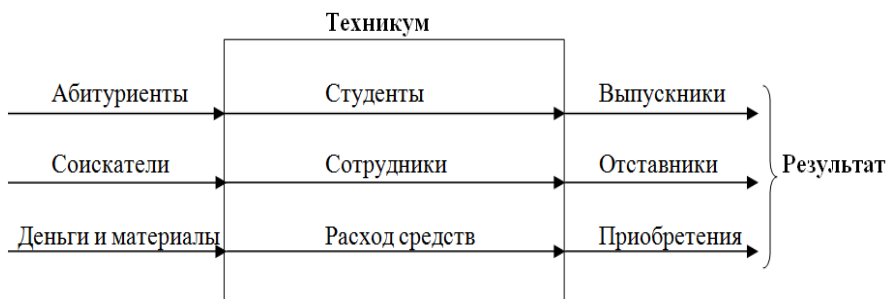 Техникум
Абитуриенты Студенты Выпускники
Соискатели Сотрудники Отставники
Результат
Деньги и материалы Расход средств Приобретения